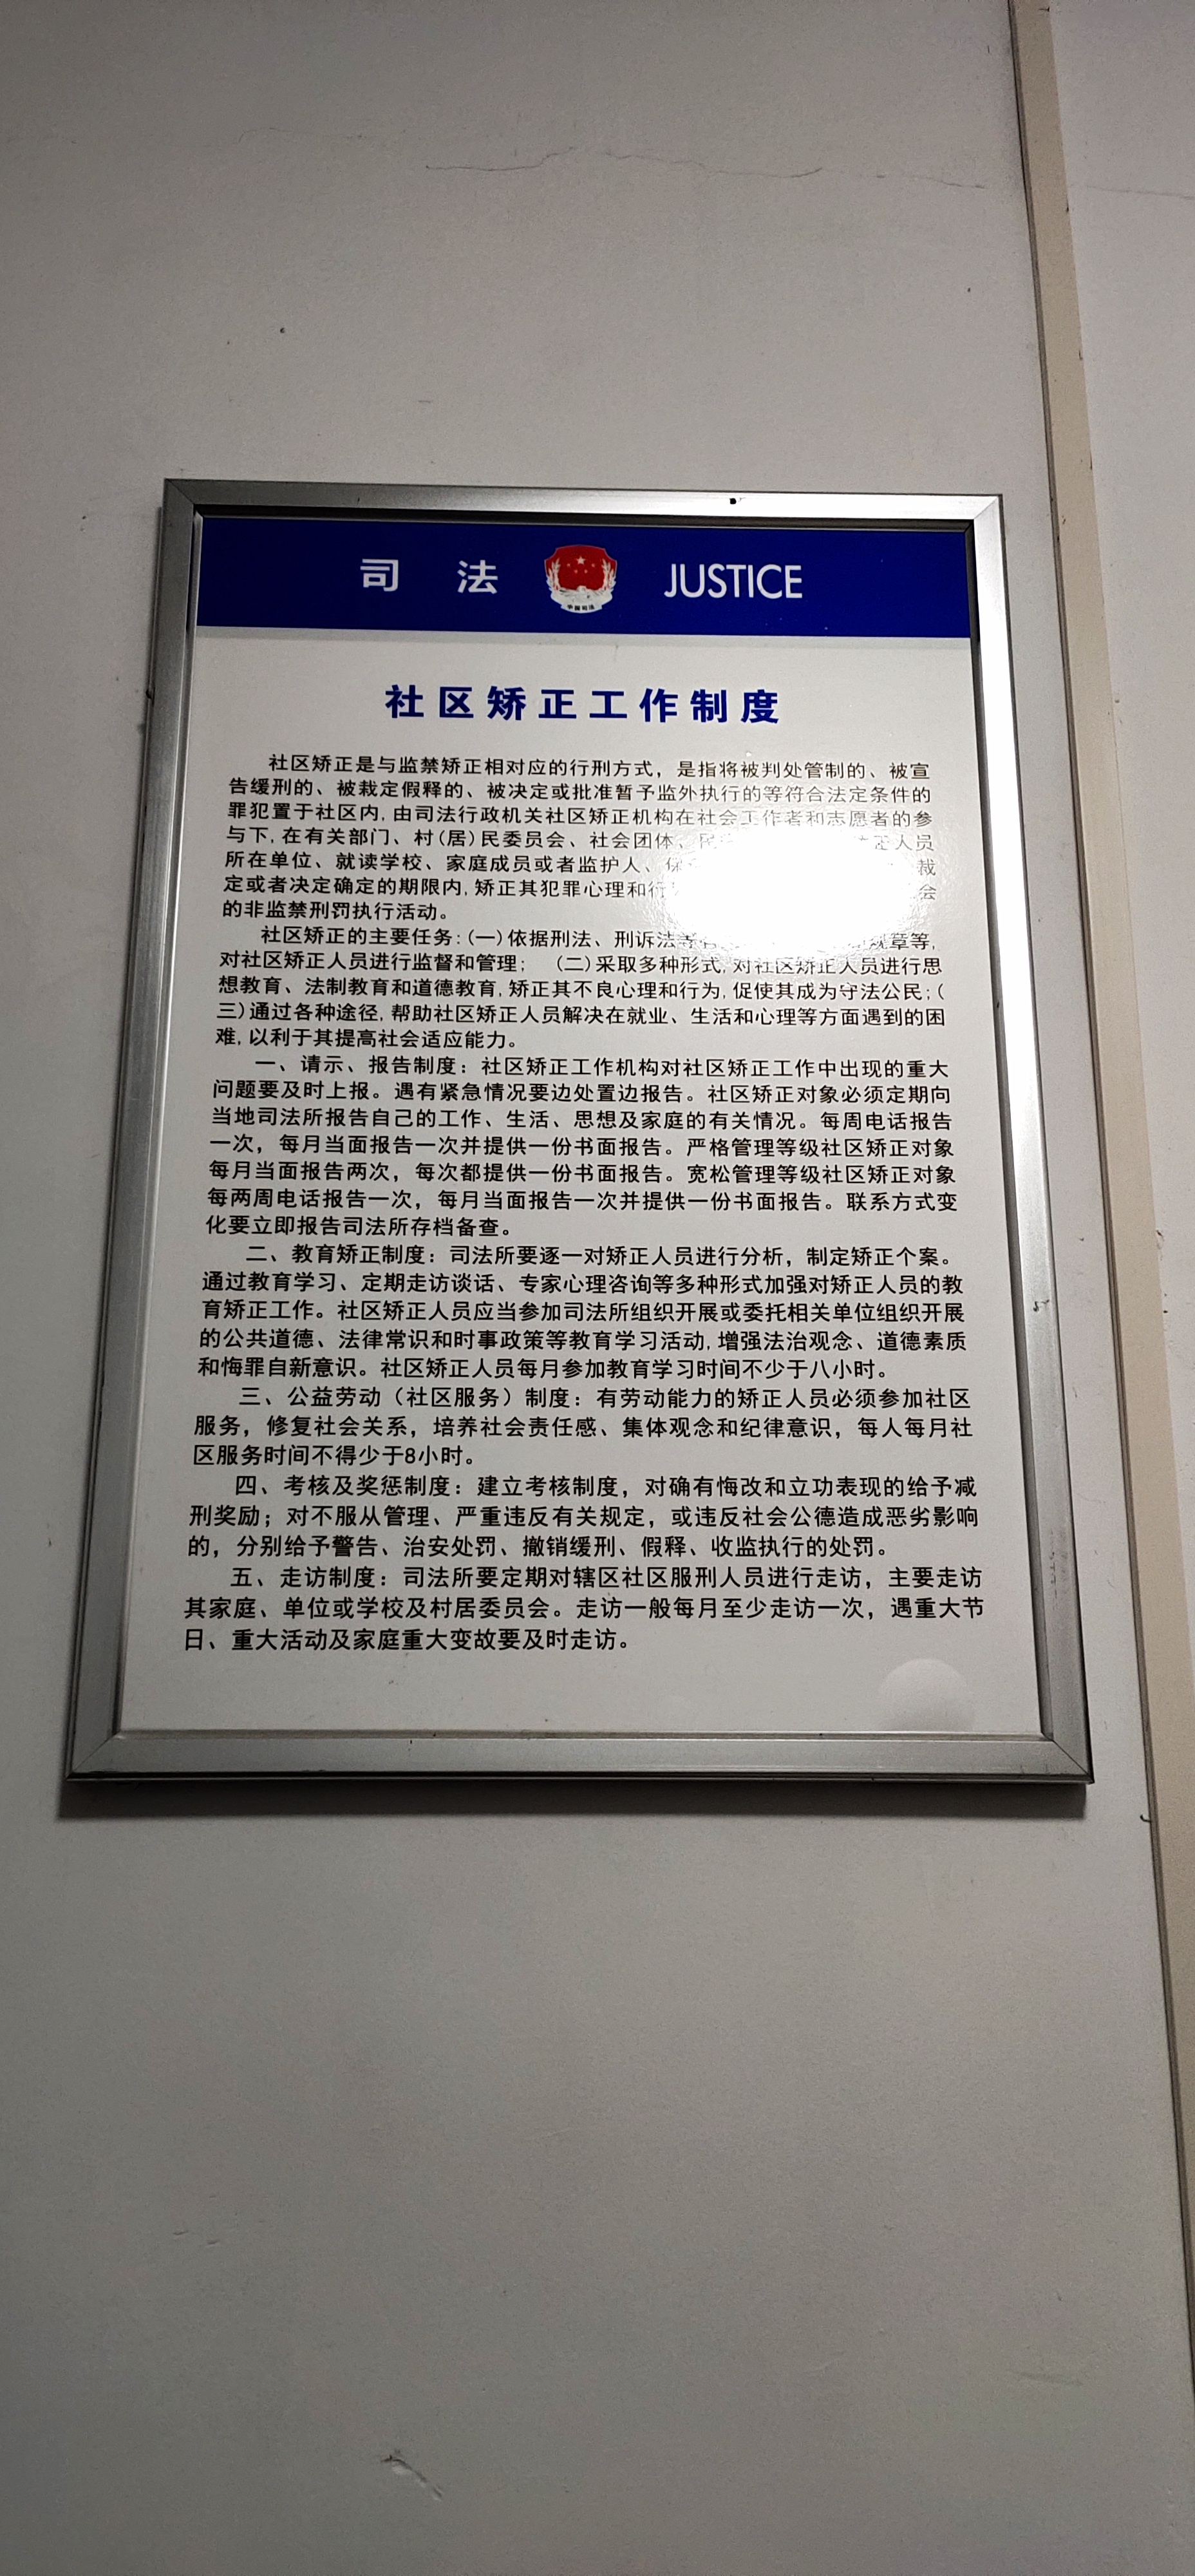 司 法 JUSTICE
中国司法
社区矫正工作制度
社区矫正是与监禁矫正相对应的行刑方式，是指将被判处管制的、被宣
告缓刑的、被裁定假释的、被决定或批准暂予监外执行的等符合法定条件的
罪犯置于社区内,由司法行政机关社区矫正机构在社会工作者和志愿者的参
与下,在有关部门、村(居)民委员会、社会团体、 人员
所在单位、就读学校、家庭成员或者监护人、 裁
定或者决定确定的期限内,矫正其犯罪心理和行 会
的非监禁刑罚执行活动。
社区矫正的主要任务:(一)依据刑法、刑诉法等 规章等,
对社区矫正人员进行监督和管理; (二)采取多种形式,对社区矫正人员进行思
想教育、法制教育和道德教育,矫正其不良心理和行为,促使其成为守法公民;(
三)通过各种途径,帮助社区矫正人员解决在就业、生活和心理等方面遇到的困
难,以利于其提高社会适应能力。
一、请示、报告制度：社区矫正工作机构对社区矫正工作中出现的重大
问题要及时上报。遇有紧急情况要边处置边报告。社区矫正对象必须定期向
当地司法所报告自己的工作、生活、思想及家庭的有关情况。每周电话报告
一次，每月当面报告一次并提供一份书面报告。严格管理等级社区矫正对象
每月当面报告两次，每次都提供一份书面报告。宽松管理等级社区矫正对象
每两周电话报告一次，每月当面报告一次并提供一份书面报告。联系方式变
化要立即报告司法所存档备查。
二、教育矫正制度：司法所要逐一对矫正人员进行分析，制定矫正个案。
通过教育学习、定期走访谈话、专家心理咨询等多种形式加强对矫正人员的教
育矫正工作。社区矫正人员应当参加司法所组织开展或委托相关单位组织开展
的公共道德、法律常识和时事政策等教育学习活动,增强法治观念、道德素质
和悔罪自新意识。社区矫正人员每月参加教育学习时间不少于八小时。
三、公益劳动（社区服务）制度：有劳动能力的矫正人员必须参加社区
服务，修复社会关系，培养社会责任感、集体观念和纪律意识，每人每月社
区服务时间不得少于8小时。
四、考核及奖惩制度：建立考核制度，对确有悔改和立功表现的给予减
刑奖励；对不服从管理、严重违反有关规定，或违反社会公德造成恶劣影响
的，分别给予警告、治安处罚、撤销缓刑、假释、收监执行的处罚。
五、走访制度：司法所要定期对辖区社区服刑人员进行走访，主要走访
其家庭、单位或学校及村居委员会。走访一般每月至少走访一次，遇重大节
日、重大活动及家庭重大变故要及时走访。